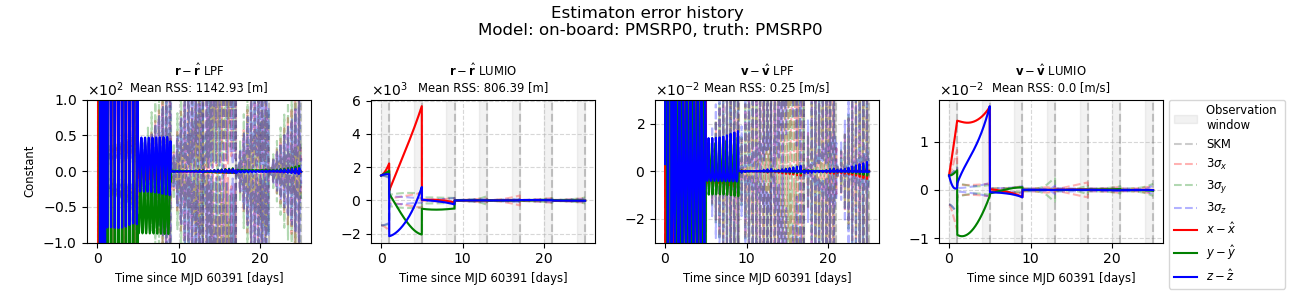 Estimaton error history
Model: on-board: PMSRP0, truth: PMSRP0
r − r̂ LPF
Mean RSS: 1142.93 [m]
×10²
1.0
0.5
0.0
−0.5
−1.0
Constant
0
10
20
Time since MJD 60391 [days]
r − r̂ LUMIO
Mean RSS: 806.39 [m]
×10³
6
4
2
0
−2
0
10
20
Time since MJD 60391 [days]
v − v̂ LPF
Mean RSS: 0.25 [m/s]
×10⁻²
2
0
−2
0
10
20
Time since MJD 60391 [days]
v − v̂ LUMIO
Mean RSS: 0.0 [m/s]
×10⁻²
1
0
−1
0
10
20
Time since MJD 60391 [days]
Observation
window
SKM
3σx
3σy
3σz
x − x̂
y − ŷ
z − ẑ